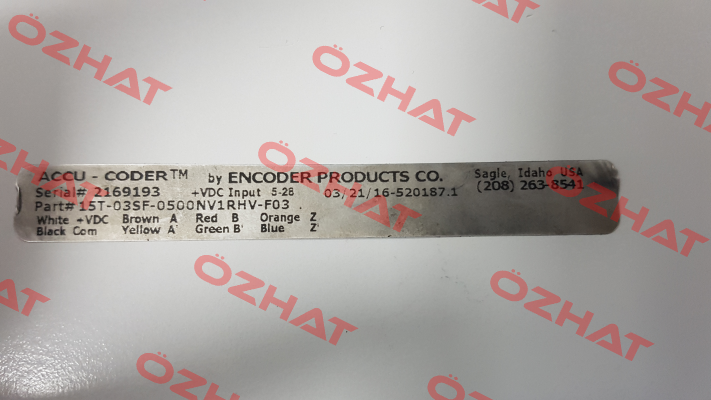 ACCU - CODER™ by ENCODER PRODUCTS CO. Sagle, Idaho USA
Serial# 2169193 +VDC Input 5-28 03/21/16-520187.1 (208) 263-8541
Part# 15T-03SF-0500NV1RHV-F03
White +VDC Brown A Red B Orange Z
Black Com Yellow A' Green B' Blue Z'
ÖZHAT
ÖZHAT
ÖZHAT
ÖZHAT
ÖZHAT
ÖZHAT
ÖZHAT
ÖZHAT